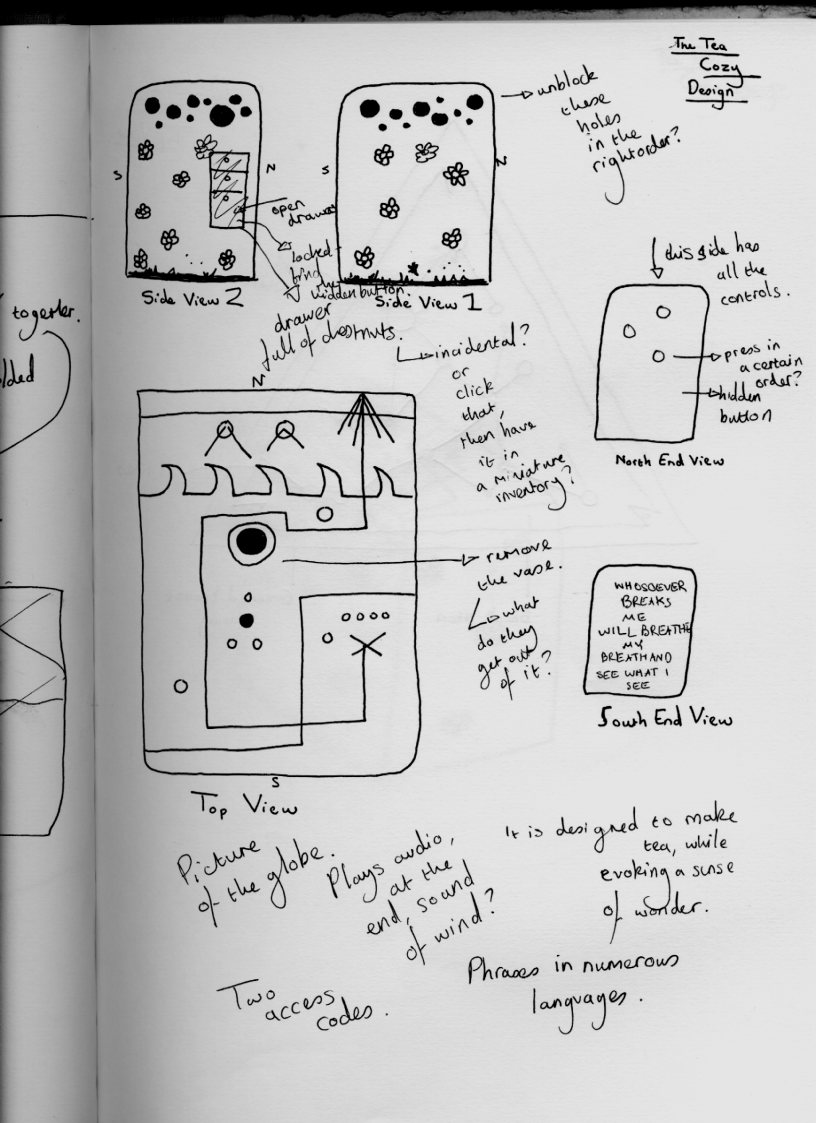 The Tea
Cozy
Design
unblock
these
holes
in the
right order?
S
N
S
N
open
drawer
locked
find
the
hidden button
drawer
full of chestnuts.
Side View 2
Side View 1
incidental?
or
click
that,
then have
it in
a miniature
inventory?
this side has
all the
controls.
press in
a certain
order?
hidden
button
North End View
together.
lded
N
remove
the vase.
what
do they
get out
of it?
S
Top View
WHOSOEVER
BREAKS
ME
WILL BREATHE
MY
BREATH AND
SEE WHAT I
SEE
South End View
Picture
of the globe.
Plays audio,
at the
end, sound
of wind?
It is designed to make
tea, while
evoking a sense
of wonder.
Phrases in numerous
languages.
Two
access
codes.